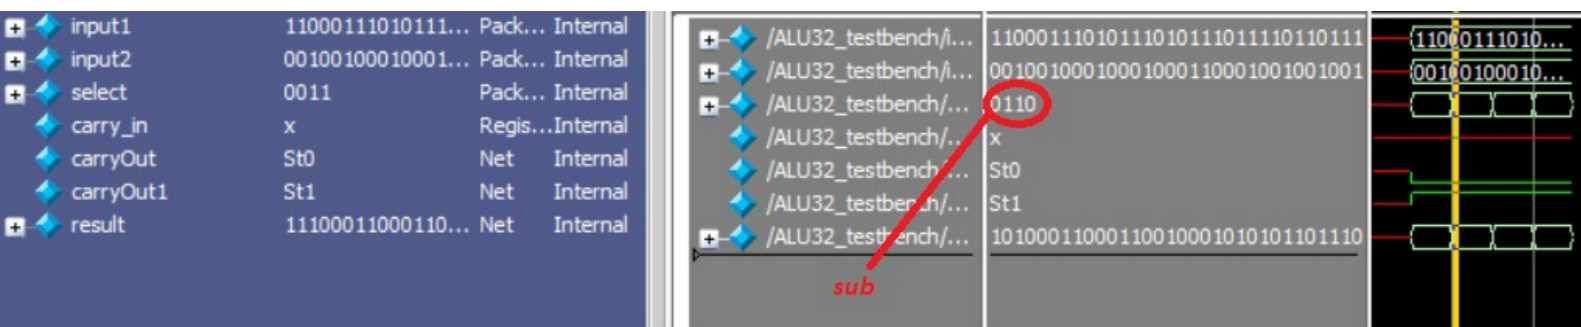 input1 11000111010111... Pack... Internal
input2 00100100010001... Pack... Internal
select 0011 Pack... Internal
carry_in x Regis...Internal
carryOut St0 Net Internal
carryOut1 St1 Net Internal
result 11100011000110... Net Internal
/ALU32_testbench/i... 11000111010111010111011110110111 11000111010...
/ALU32_testbench/i... 00100100010001000110001001001001 00100100010...
/ALU32_testbench/... 0110
/ALU32_testbench/... x
/ALU32_testbench/... St0
/ALU32_testbench/... St1
/ALU32_testbench/... 10100011000110010001010101101110
sub